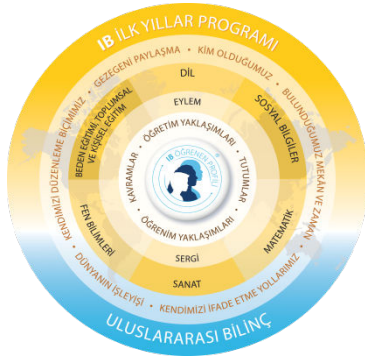 IB İLK YILLAR PROGRAMI
KİM OLDUĞUMUZ
BULUNDUĞUMUZ MEKÂN VE ZAMAN
KENDİMİZİ İFADE ETME YOLLARIMIZ
DÜNYANIN İŞLEYİŞİ
KENDİMİZİ DÜZENLEME BİÇİMİMİZ
GEZEGENİ PAYLAŞMA
DİL
SOSYAL BİLGİLER
MATEMATİK
SANAT
FEN BİLİMLERİ
BEDEN EĞİTİMİ, TOPLUMSAL
VE KİŞİSEL EĞİTİM
EYLEM
SERGİ
ÖĞRETİM YAKLAŞIMLARI
TUTUMLAR
ÖĞRENİM YAKLAŞIMLARI
KAVRAMLAR
IB ÖĞRENEN PROFİLİ
ULUSLARARASI BİLİNÇ